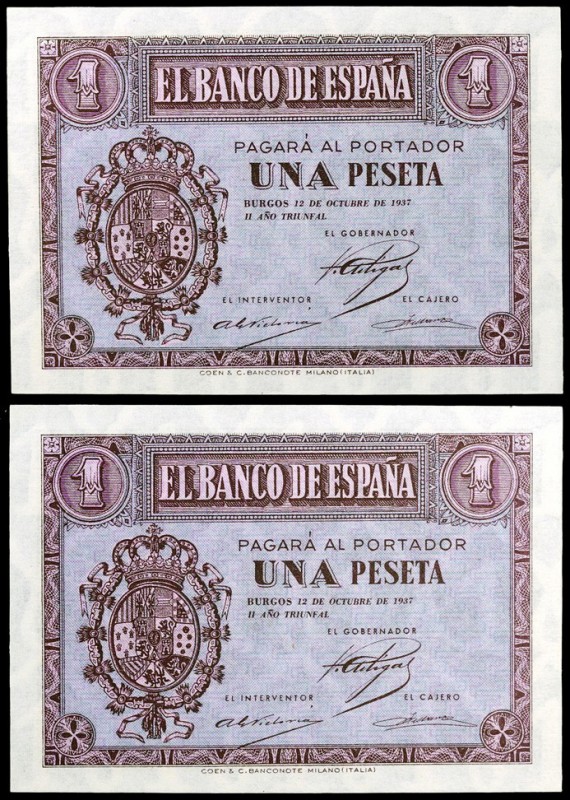 1 EL BANCO DE ESPAÑA 1
PAGARÁ AL PORTADOR
UNA PESETA
BURGOS 12 DE OCTUBRE DE 1937
II AÑO TRIUNFAL
EL GOBERNADOR
EL INTERVENTOR EL CAJERO
COEN & C. BANCONOTE MILANO (ITALIA)
1 EL BANCO DE ESPAÑA 1
PAGARÁ AL PORTADOR
UNA PESETA
BURGOS 12 DE OCTUBRE DE 1937
II AÑO TRIUNFAL
EL GOBERNADOR
EL INTERVENTOR EL CAJERO
COEN & C. BANCONOTE MILANO (ITALIA)